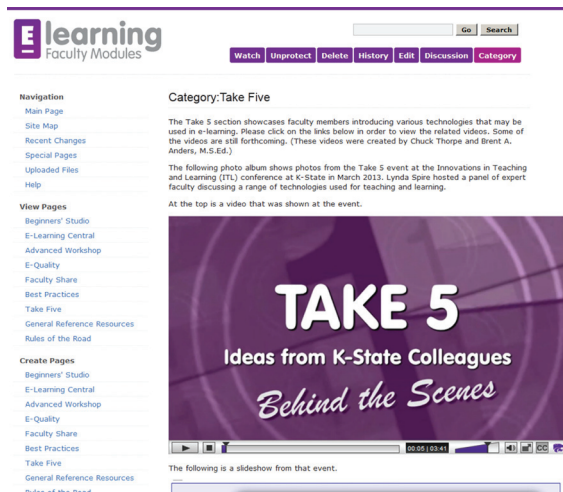 E learning
Faculty Modules
Go Search
Watch Unprotect Delete History Edit Discussion Category
Navigation
Main Page
Site Map
Recent Changes
Special Pages
Uploaded Files
Help
View Pages
Beginners' Studio
E-Learning Central
Advanced Workshop
E-Quality
Faculty Share
Best Practices
Take Five
General Reference Resources
Rules of the Road
Create Pages
Beginners' Studio
E-Learning Central
Advanced Workshop
E-Quality
Faculty Share
Best Practices
Take Five
General Reference Resources
Rules of the Road
Category:Take Five
The Take 5 section showcases faculty members introducing various technologies that may be
used in e-learning. Please click on the links below in order to view the related videos. Some of
the videos are still forthcoming. (These videos were created by Chuck Thorpe and Brent A.
Anders, M.S.Ed.)
The following photo album shows photos from the Take 5 event at the Innovations in Teaching
and Learning (ITL) conference at K-State in March 2013. Lynda Spire hosted a panel of expert
faculty discussing a range of technologies used for teaching and learning.
At the top is a video that was shown at the event.
TAKE 5
Ideas from K-State Colleagues
Behind the Scenes
00:05 | 03:41
CC
The following is a slideshow from that event.